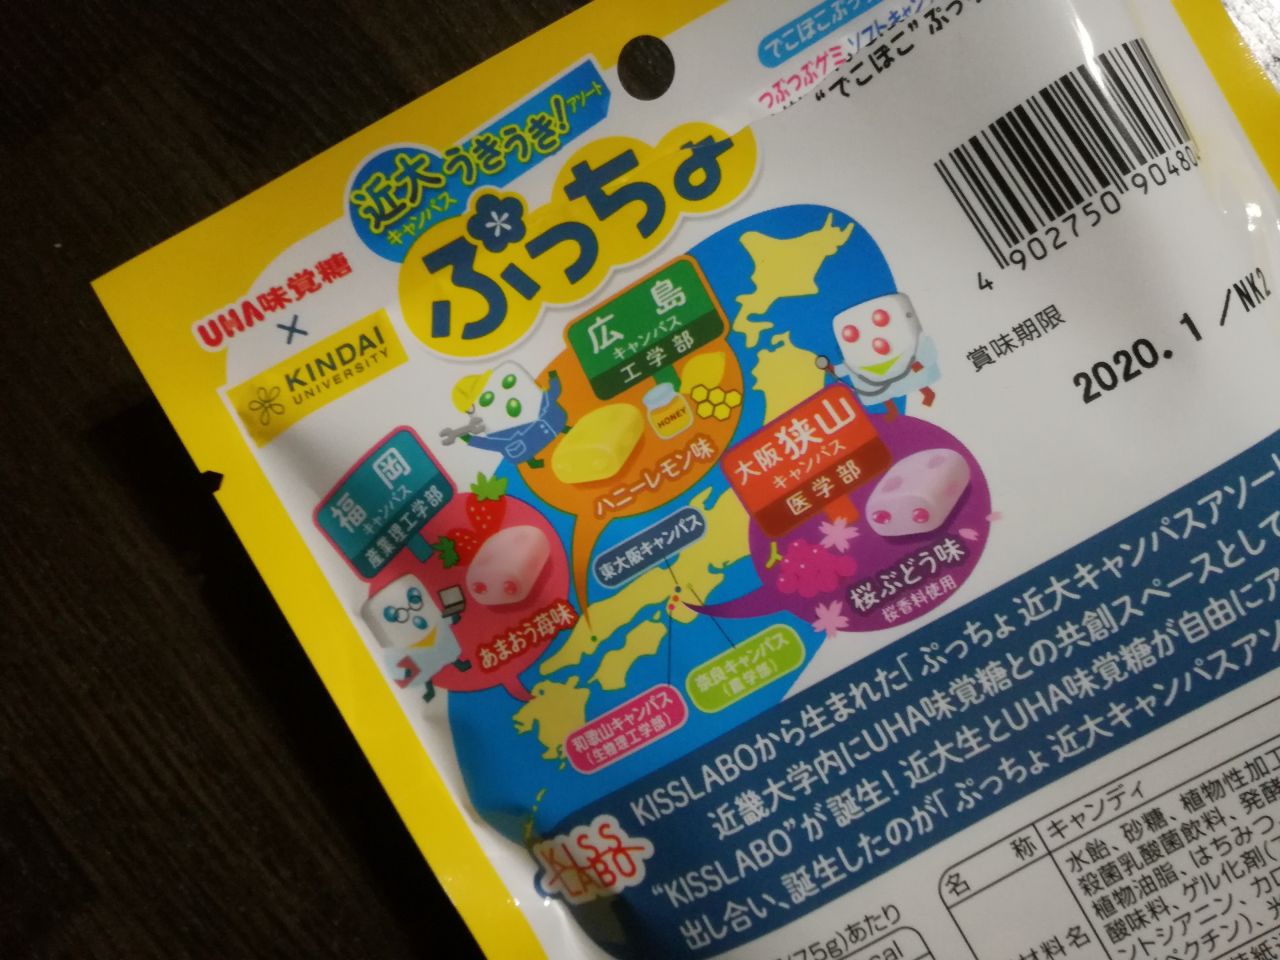 でこぼこぷっ
つぷつぷグミ ソフトキャン
"でこぼこ"ぷっ
近大 うきうき! アソート
キャンパス
ぷっちょ
UHA味覚糖
×
KINDAI
UNIVERSITY
4 902750 90480
賞味期限
2020. 1 /NK2
広島
キャンパス
工学部
HONEY
ハニーレモン味
大阪狭山
キャンパス
医学部
桜ぶどう味
桜香料使用
福岡
キャンパス
産業理工学部
あまおう苺味
東大阪キャンパス
奈良キャンパス
(農学部)
和歌山キャンパス
(生物理工学部)
KISS
LABO
KISSLABOから生まれた「ぷっちょ 近大キャンパスアソー
近畿大学内にUHA味覚糖との共創スペースとして
"KISSLABO"が誕生! 近大生とUHA味覚糖が自由にア
出し合い、誕生したのが「ぷっちょ 近大キャンパスアソ
名 称 キャンディ
水飴、砂糖、植物性加工
殺菌乳酸菌飲料、発酵
植物油脂、はちみつ
酸味料、ゲル化剤
ントシアニン、カロ
ペクチン)、光
材料名
75g)あたり